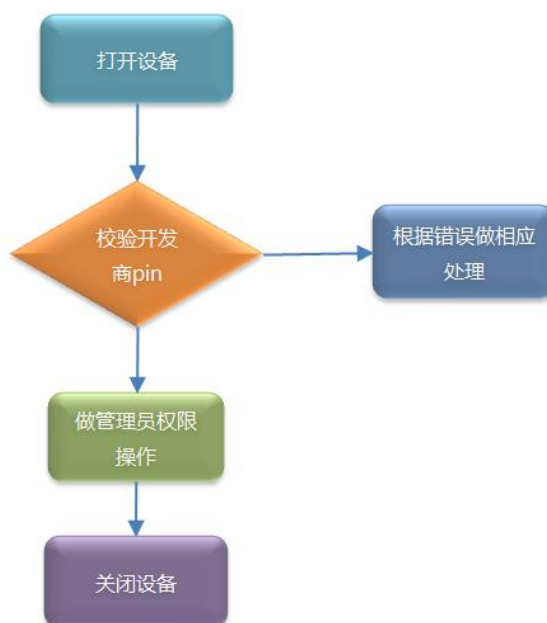 打开设备
校验开发
商pin
根据错误做相应
处理
做管理员权限
操作
关闭设备